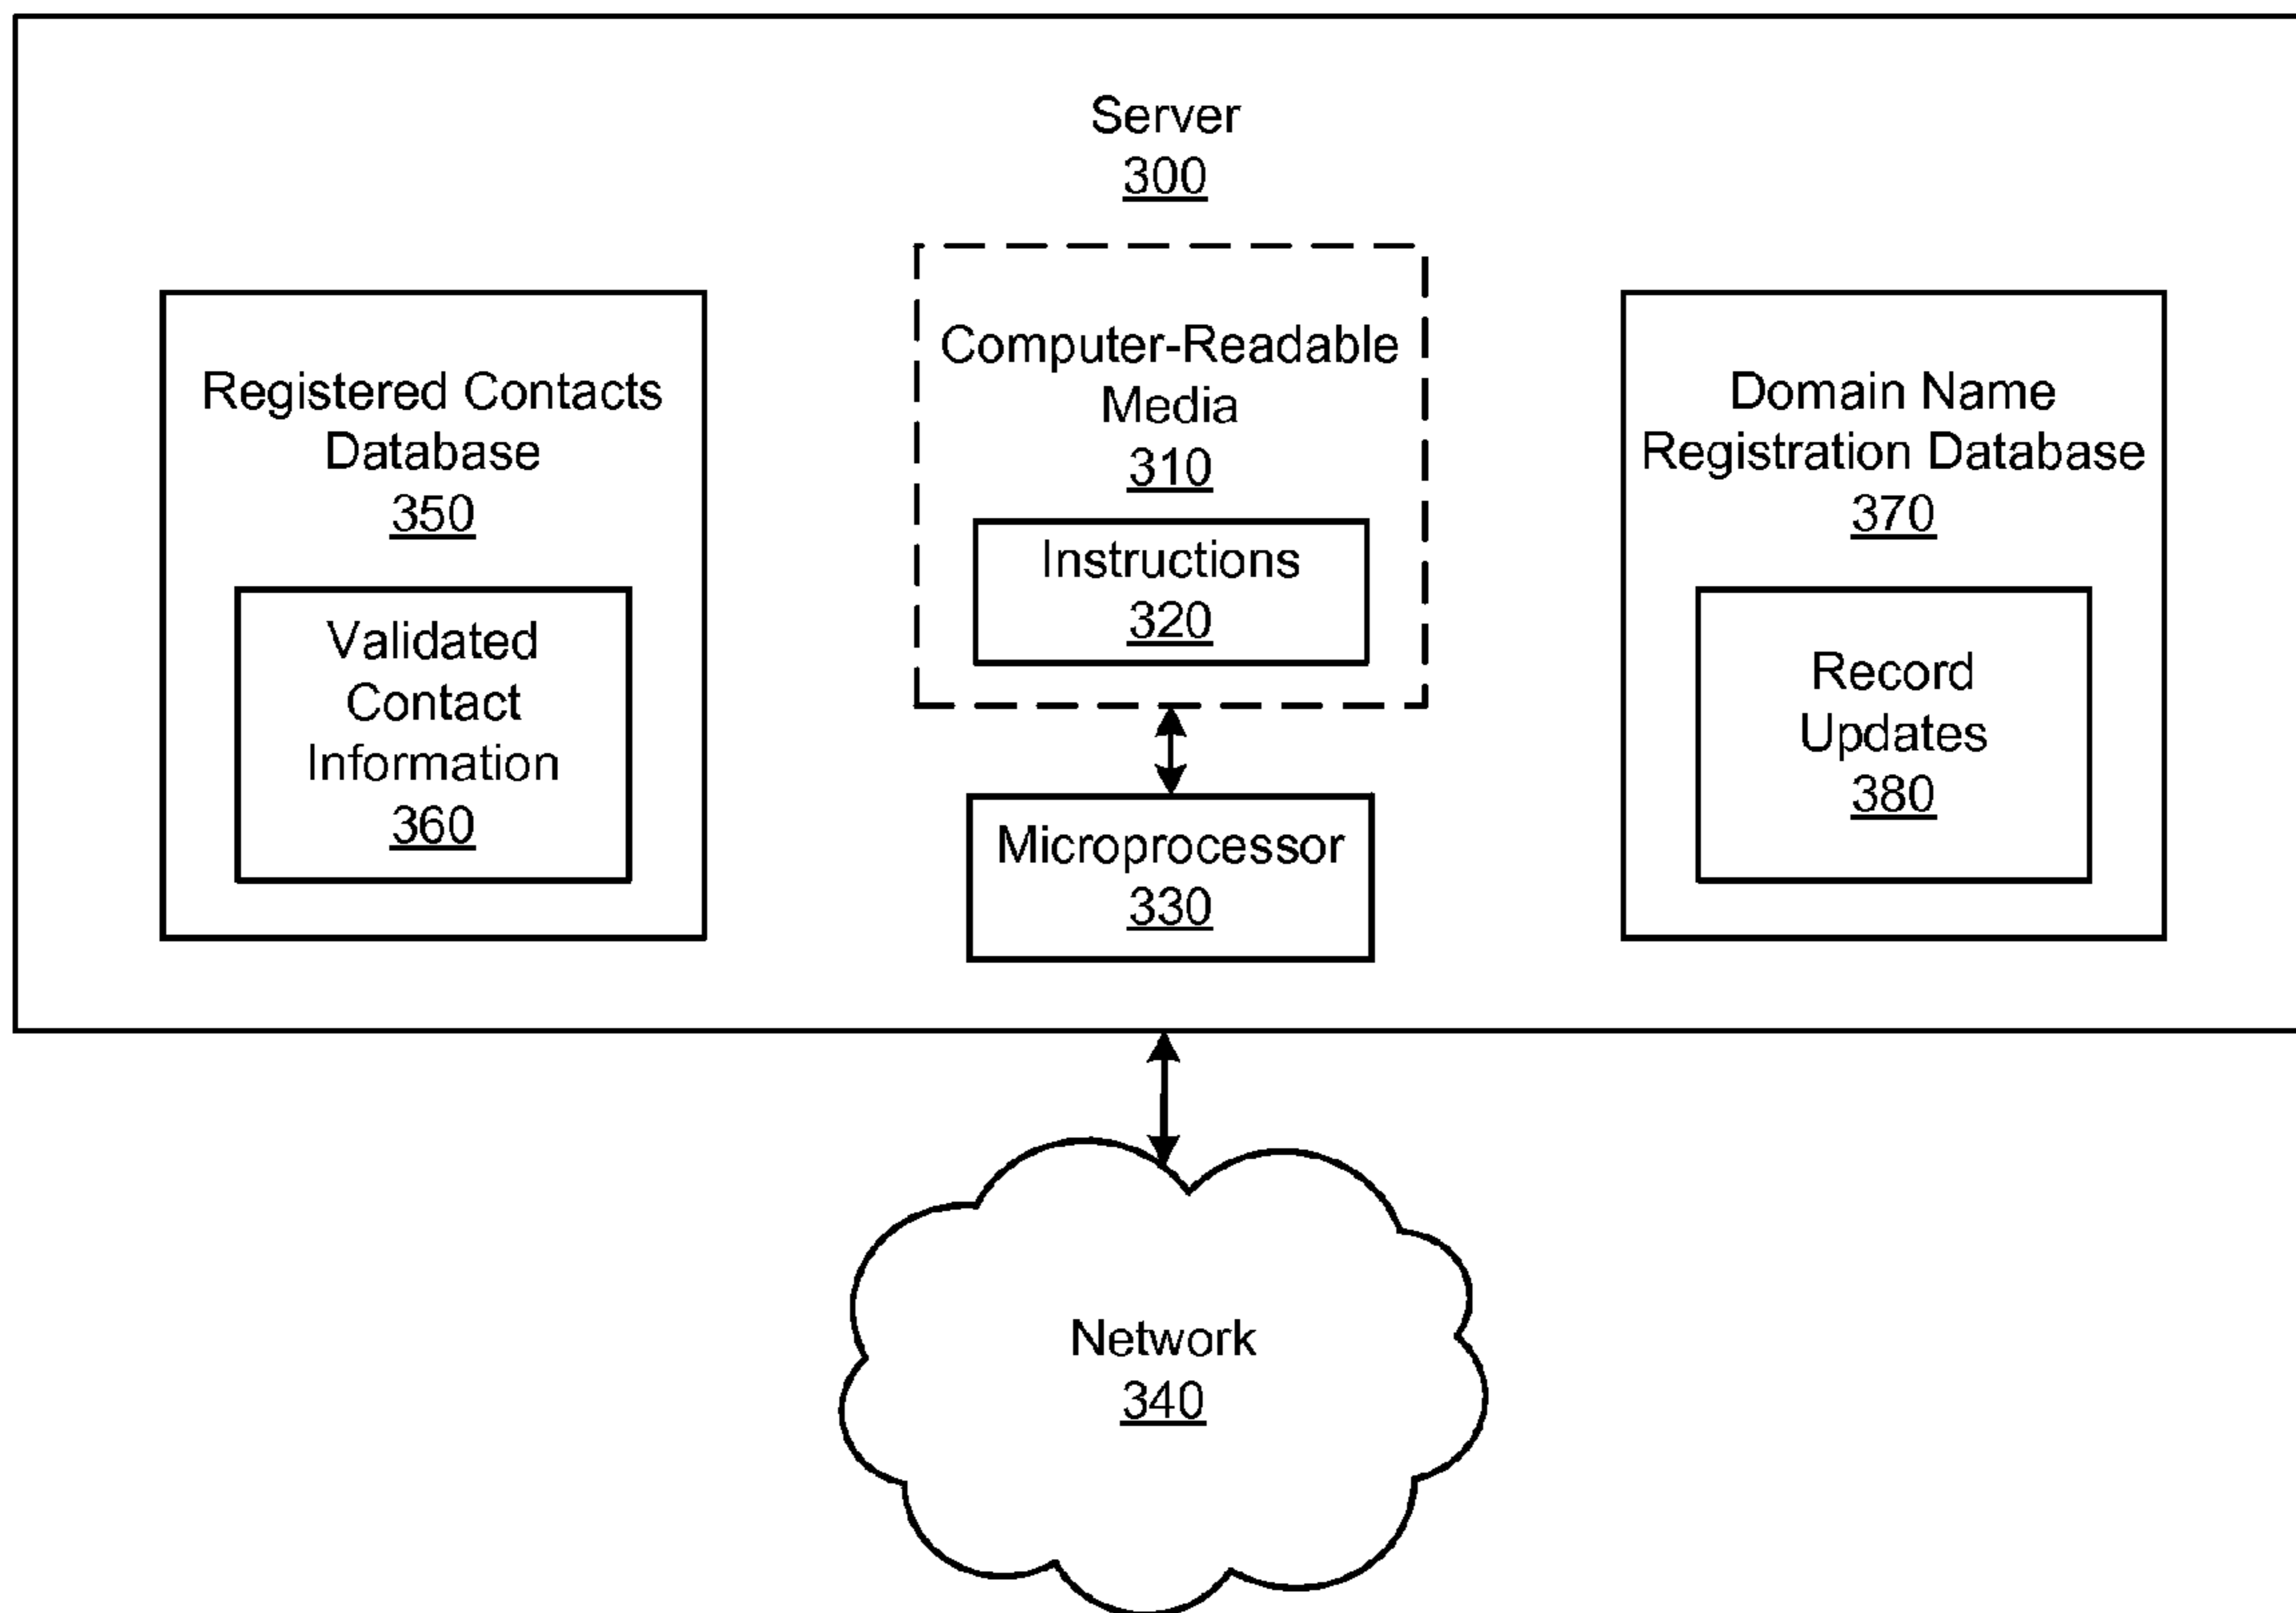 Server
300
Registered Contacts
Database
350
Validated
Contact
Information
360
Computer-Readable
Media
310
Instructions
320
Microprocessor
330
Domain Name
Registration Database
370
Record
Updates
380
Network
340